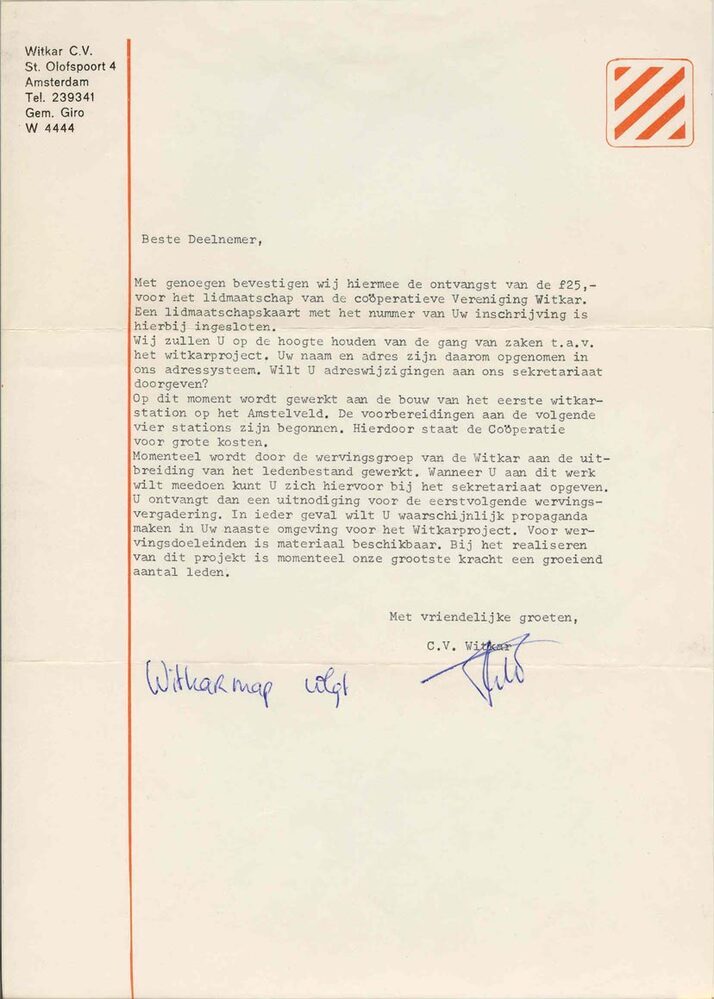 Witkar C.V.
St. Olofspoort 4
Amsterdam
Tel. 239341
Gem. Giro
W 4444
Beste Deelnemer,
Met genoegen bevestigen wij hiermee de ontvangst van de £25,-
voor het lidmaatschap van de coöperatieve Vereniging Witkar.
Een lidmaatschapskaart met het nummer van Uw inschrijving is
hierbij ingesloten.
Wij zullen U op de hoogte houden van de gang van zaken t.a.v.
het witkarproject. Uw naam en adres zijn daarom opgenomen in
ons adressysteem. Wilt U adreswijzigingen aan ons sekretariaat
doorgeven?
Op dit moment wordt gewerkt aan de bouw van het eerste witkar-
station op het Amstelveld. De voorbereidingen aan de volgende
vier stations zijn begonnen. Hierdoor staat de Coöperatie
voor grote kosten.
Momenteel wordt door de wervingsgroep van de Witkar aan de uit-
breiding van het ledenbestand gewerkt. Wanneer U aan dit werk
wilt meedoen kunt U zich hiervoor bij het sekretariaat opgeven.
U ontvangt dan een uitnodiging voor de eerstvolgende wervings-
vergadering. In ieder geval wilt U waarschijnlijk propaganda
maken in Uw naaste omgeving voor het Witkarproject. Voor wer-
vingsdoeleinden is materiaal beschikbaar. Bij het realiseren
van dit projekt is momenteel onze grootste kracht een groeiend
aantal leden.
Met vriendelijke groeten,
C.V. Witkar
Witkarmap volgt